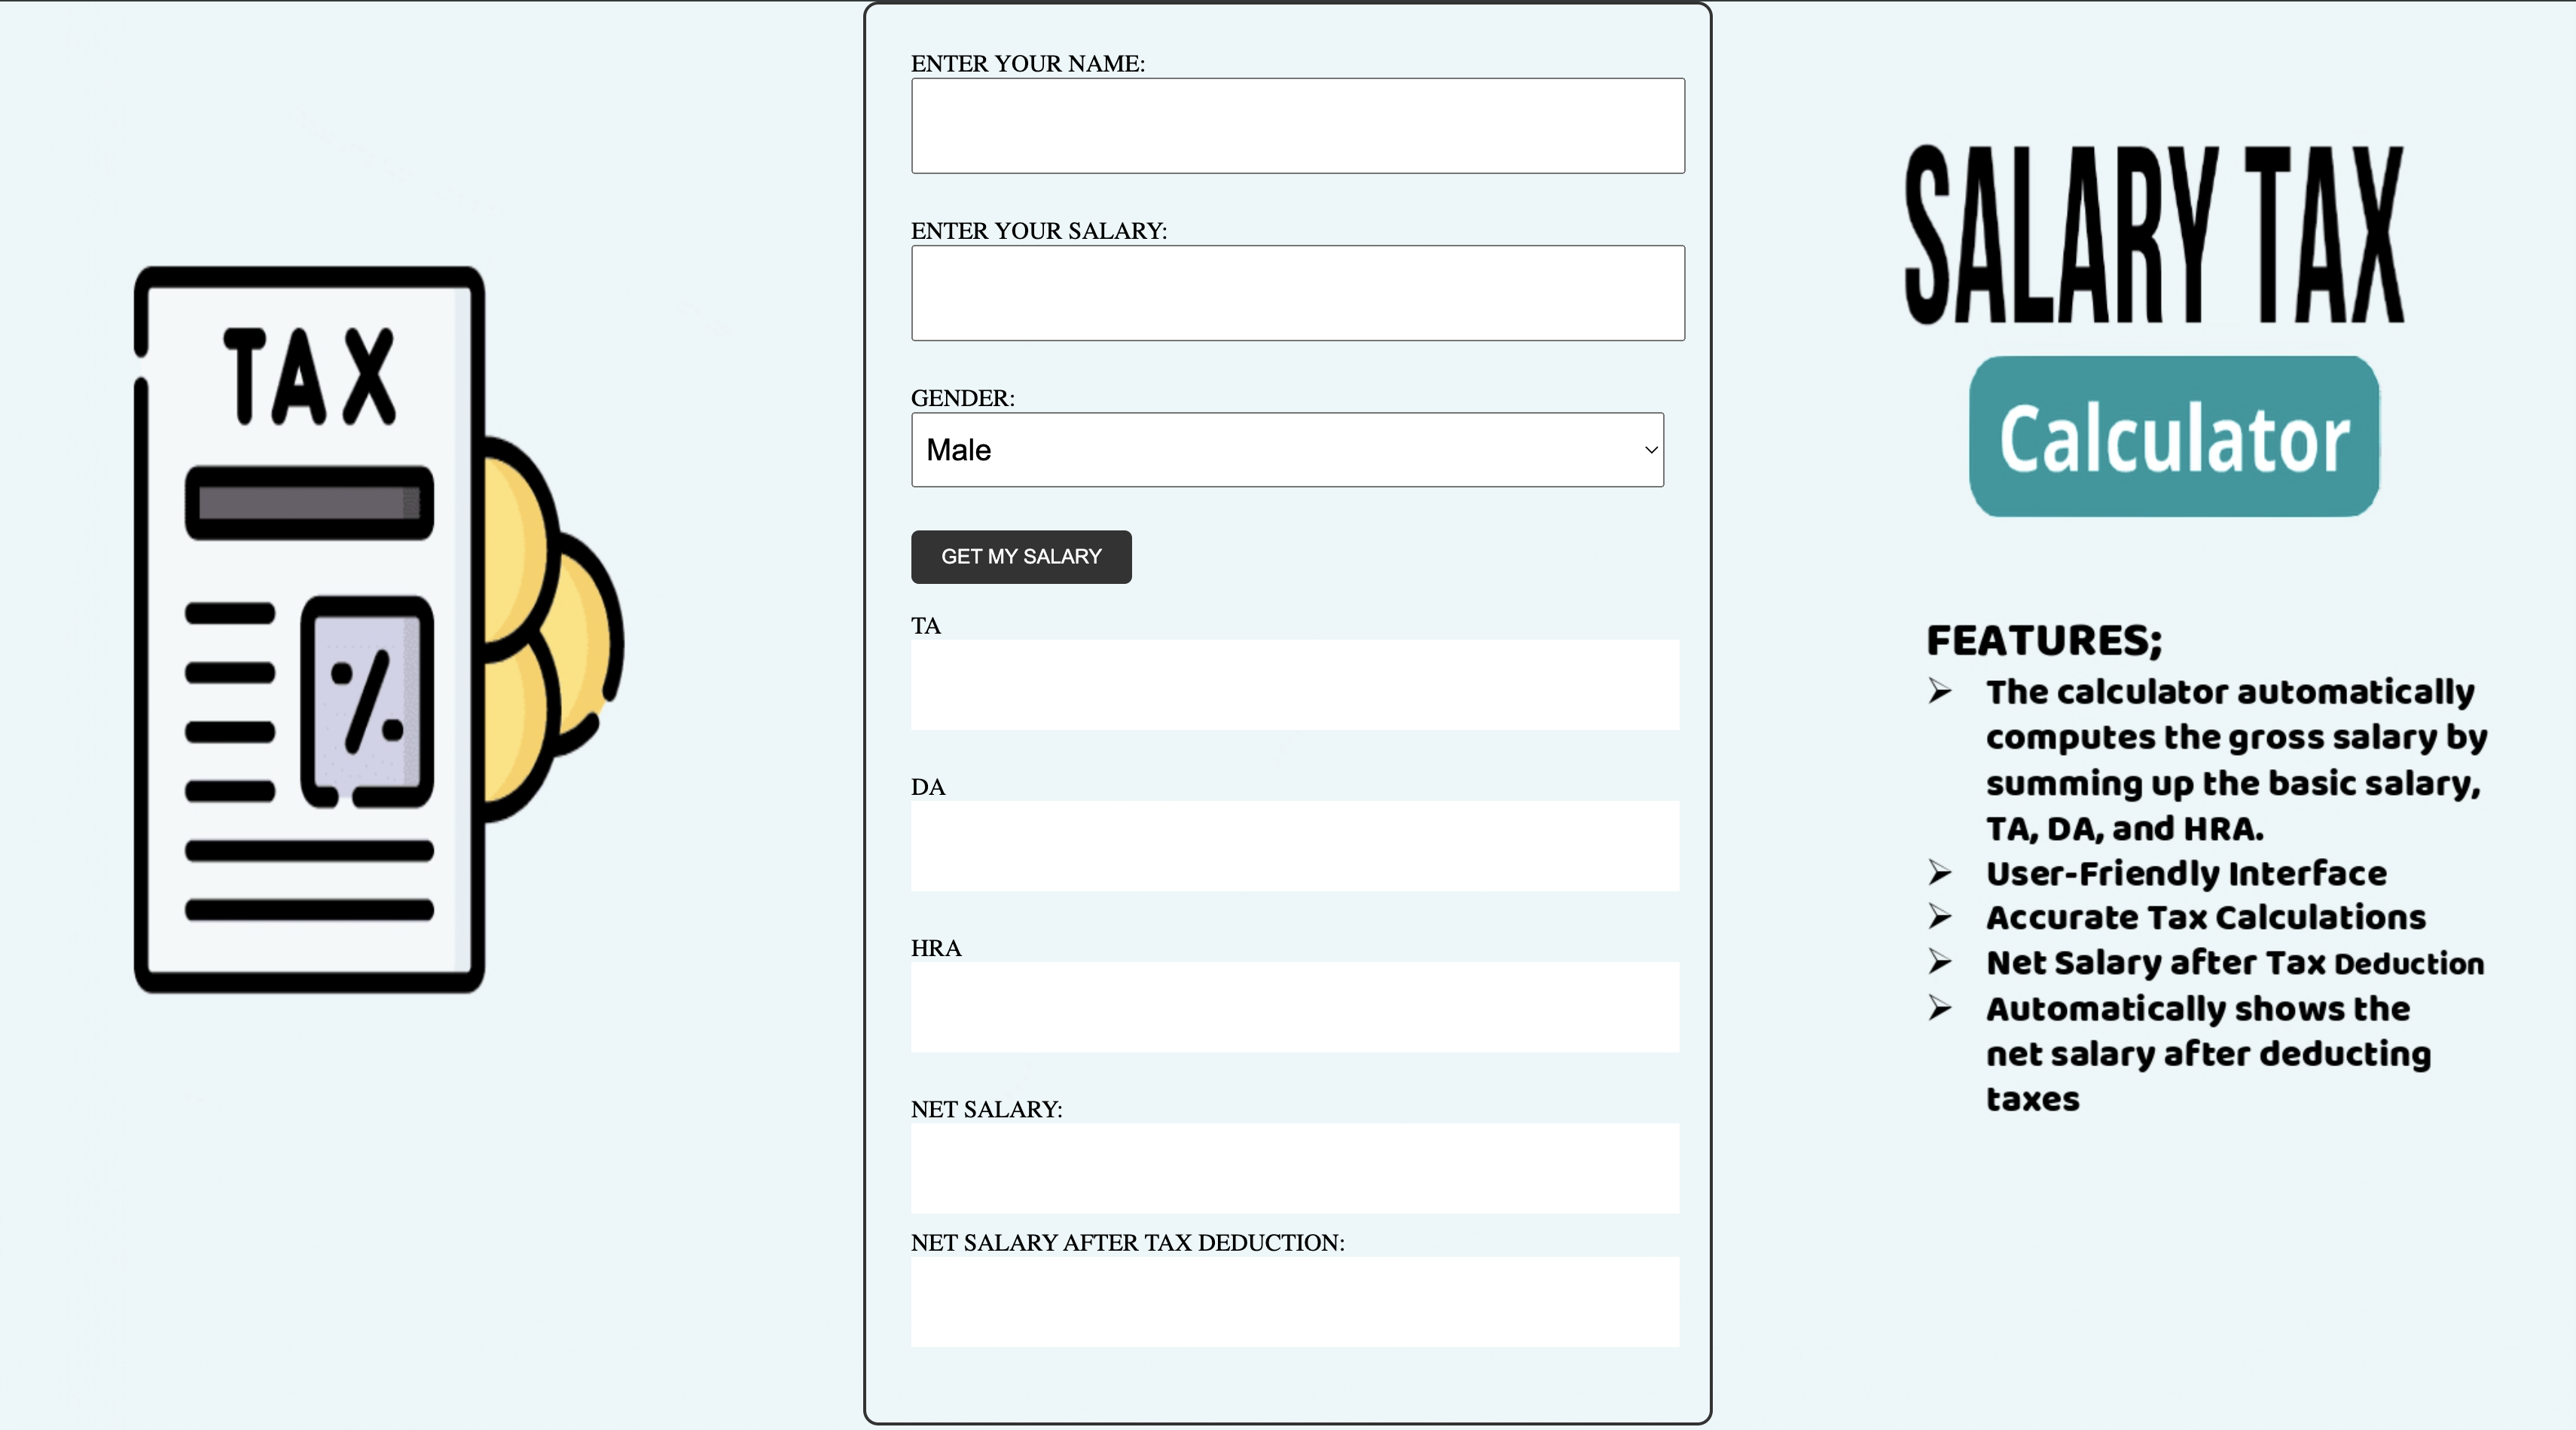 TAX
%
ENTER YOUR NAME:
ENTER YOUR SALARY:
GENDER:
Male
GET MY SALARY
TA
DA
HRA
NET SALARY:
NET SALARY AFTER TAX DEDUCTION:
SALARY TAX
Calculator
FEATURES;
The calculator automatically
computes the gross salary by
summing up the basic salary,
TA, DA, and HRA.
User-Friendly Interface
Accurate Tax Calculations
Net Salary after Tax Deduction
Automatically shows the
net salary after deducting
taxes